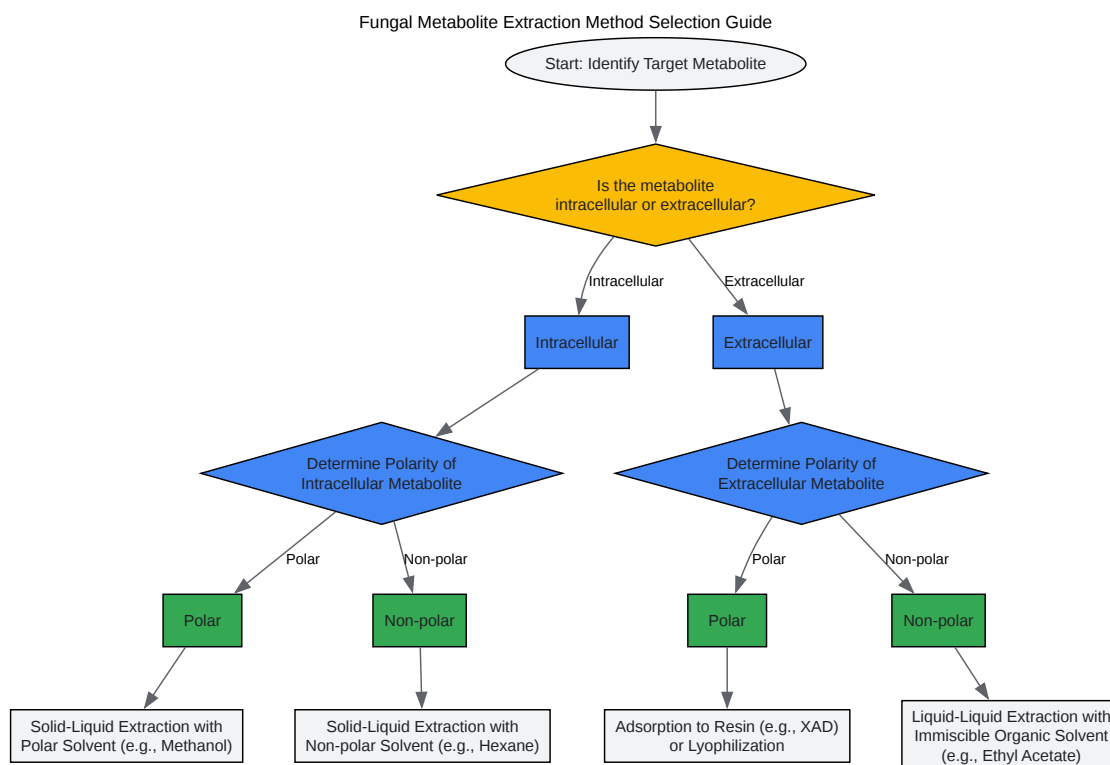 Fungal Metabolite Extraction Method Selection Guide
Start: Identify Target Metabolite
Is the metabolite
intracellular or extracellular?
Intracellular
Extracellular
Intracellular
Extracellular
Determine Polarity of
Intracellular Metabolite
Determine Polarity of
Extracellular Metabolite
Polar
Non-polar
Polar
Non-polar
Polar
Non-polar
Polar
Non-polar
Solid-Liquid Extraction with
Polar Solvent (e.g., Methanol)
Solid-Liquid Extraction with
Non-polar Solvent (e.g., Hexane)
Adsorption to Resin (e.g., XAD)
or Lyophilization
Liquid-Liquid Extraction with
Immiscible Organic Solvent
(e.g., Ethyl Acetate)